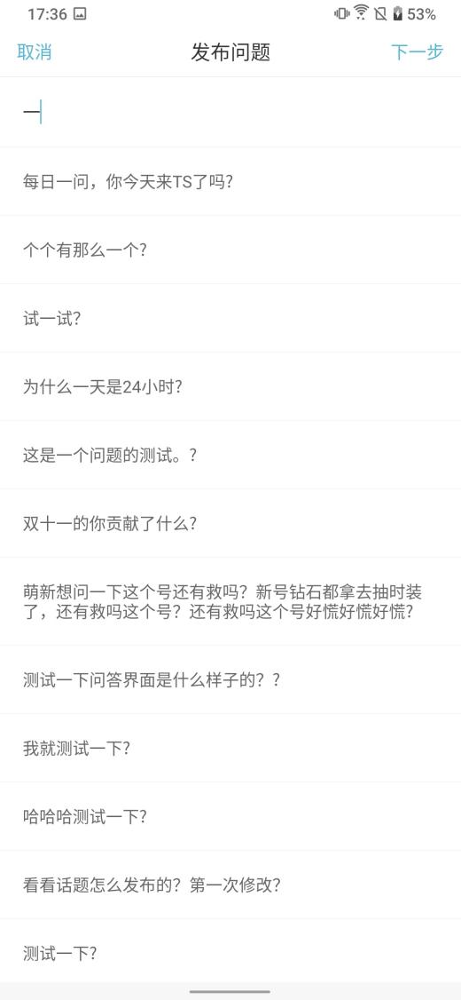 17:36
53%
取消
发布问题
下一步
一
每日一问，你今天来TS了吗?
个个有那么一个?
试一试？
为什么一天是24小时?
这是一个问题的测试。?
双十一的你贡献了什么?
萌新想问一下这个号还有救吗？新号钻石都拿去抽时装
了，还有救吗这个号？还有救吗这个号好慌好慌好慌?
测试一下问答界面是什么样子的？?
我就测试一下?
哈哈哈测试一下?
看看话题怎么发布的？第一次修改?
测试一下?